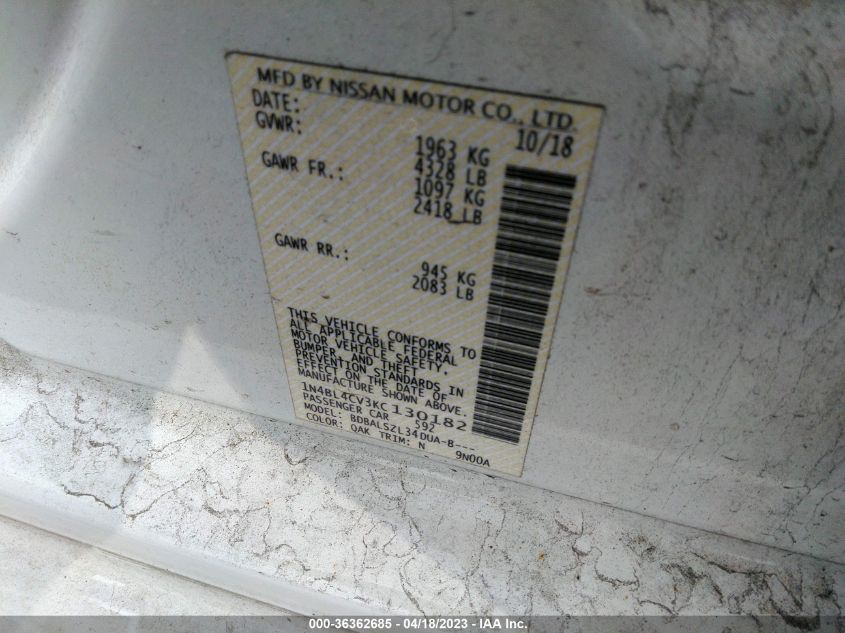 MFD BY NISSAN MOTOR CO., LTD.
DATE: 10/18
GVWR: 1963 KG
4328 LB
GAWR FR.: 1097 KG
2418 LB
GAWR RR.: 945 KG
2083 LB
THIS VEHICLE CONFORMS TO
ALL APPLICABLE FEDERAL
MOTOR VEHICLE SAFETY,
BUMPER, AND THEFT
PREVENTION STANDARDS IN
EFFECT ON THE DATE OF
MANUFACTURE SHOWN ABOVE.
1N4BL4CV3KC130182
PASSENGER CAR 592
MODEL: BDBALSZL34DUA-B---
COLOR: QAK TRIM: N 9N00A
000-36362685 - 04/18/2023 - IAA Inc.